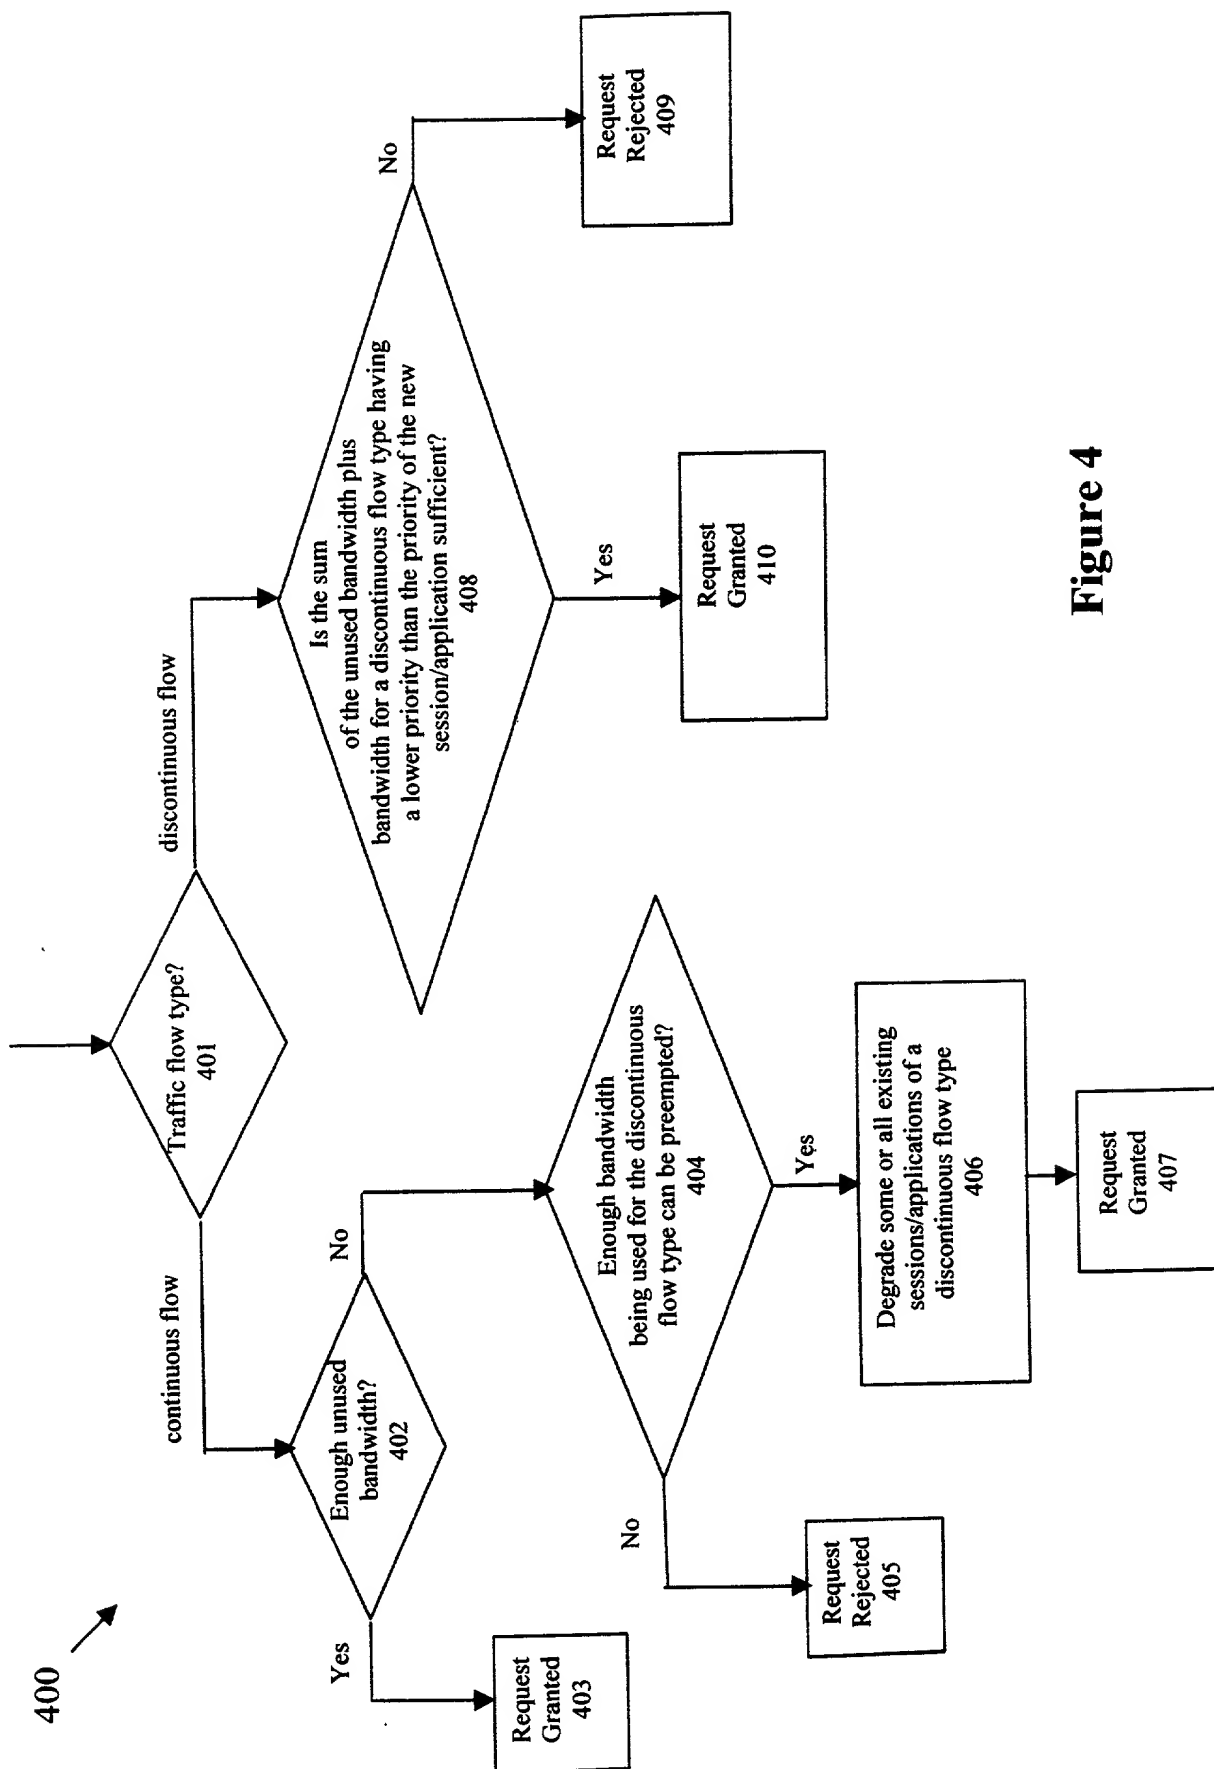 400
Traffic flow type?
401
continuous flow
discontinuous flow
Enough unused
bandwidth?
402
Yes
No
Request
Granted
403
Enough bandwidth
being used for the discontinuous
flow type can be preempted?
404
No
Yes
Request
Rejected
405
Degrade some or all existing
sessions/applications of a
discontinuous flow type
406
Request
Granted
407
Is the sum
of the unused bandwidth plus
bandwidth for a discontinuous flow type having
a lower priority than the priority of the new
session/application sufficient?
408
No
Yes
Request
Rejected
409
Request
Granted
410
Figure 4